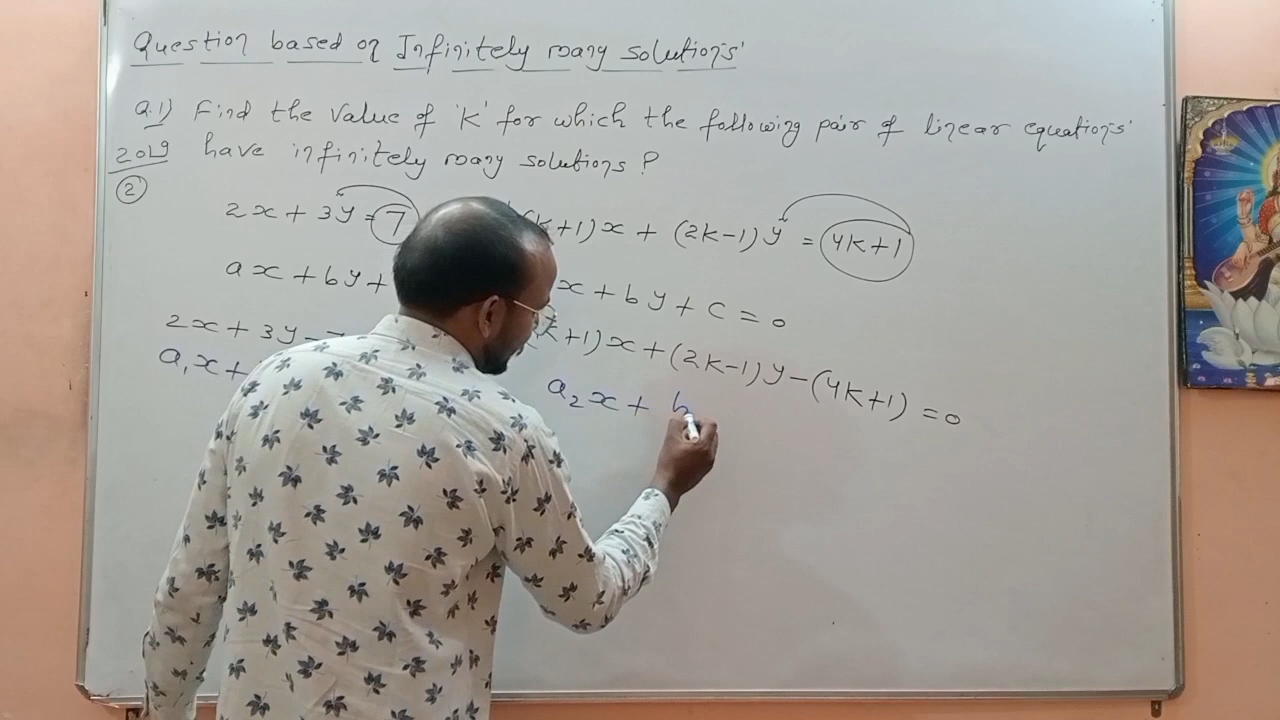 Question based on Infinitely many solutions'
Q.1) Find the value of 'K' for which the following pair of linear equations'
2019 have infinitely many solutions ?
2
2x + 3y = 7 (K+1)x + (2K-1)y = 4K+1
ax + by + x + by + c = 0
2x + 3y - 7 K+1)x + (2K-1)y - (4K+1) = 0
a₁x + a₂x + b